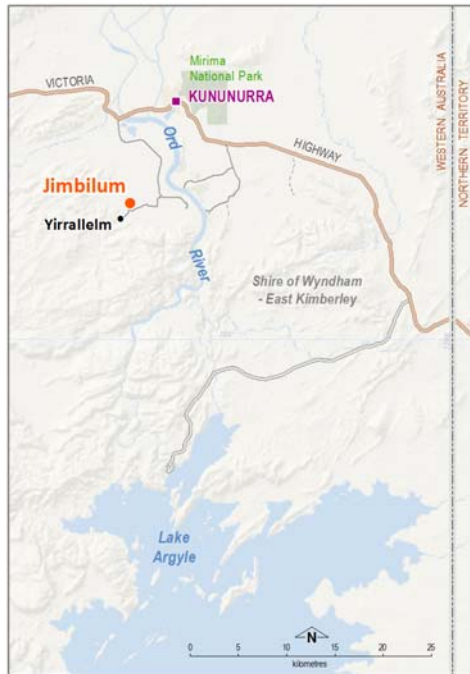 Mirima
National Park
VICTORIA
KUNUNURRA
Ord
River
HIGHWAY
WESTERN AUSTRALIA
NORTHERN TERRITORY
Jimbilum
Yirrallelm
Shire of Wyndham
- East Kimberley
Lake
Argyle
N
0 5 10 15 20 25
kilometres